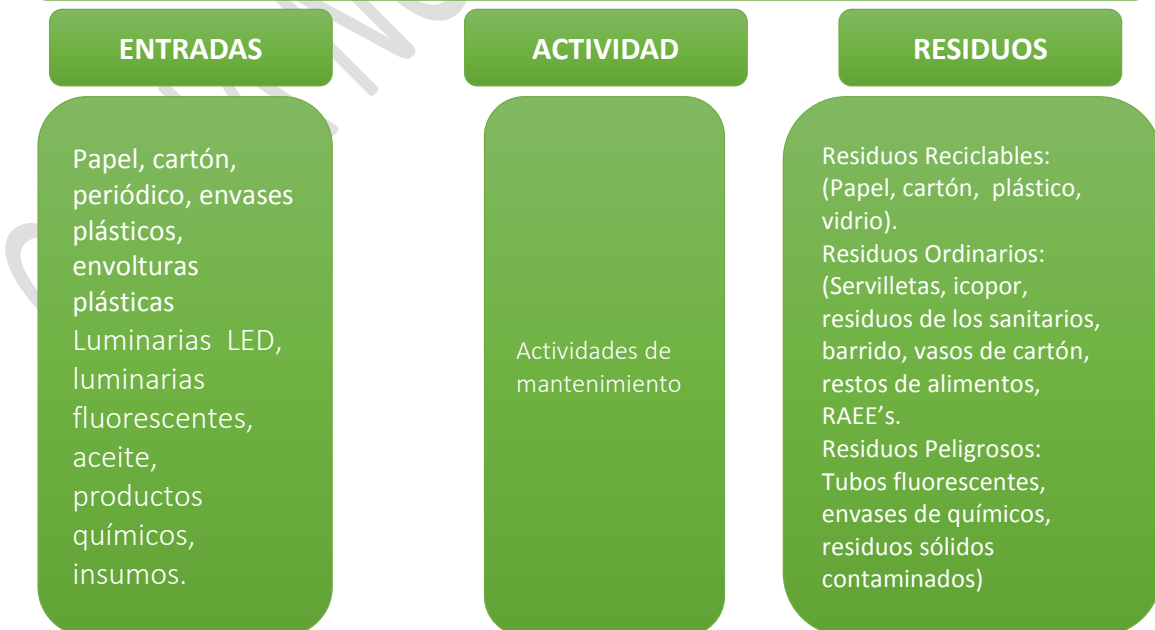 ENTRADAS
ACTIVIDAD
RESIDUOS
Papel, cartón,
periódico, envases
plásticos,
envolturas
plásticas
Luminarias LED,
luminarias
fluorescentes,
aceite,
productos
químicos,
insumos.
Actividades de
mantenimiento
Residuos Reciclables:
(Papel, cartón, plástico,
vidrio).
Residuos Ordinarios:
(Servilletas, icopor,
residuos de los sanitarios,
barrido, vasos de cartón,
restos de alimentos,
RAEE’s.
Residuos Peligrosos:
Tubos fluorescentes,
envases de químicos,
residuos sólidos
contaminados)